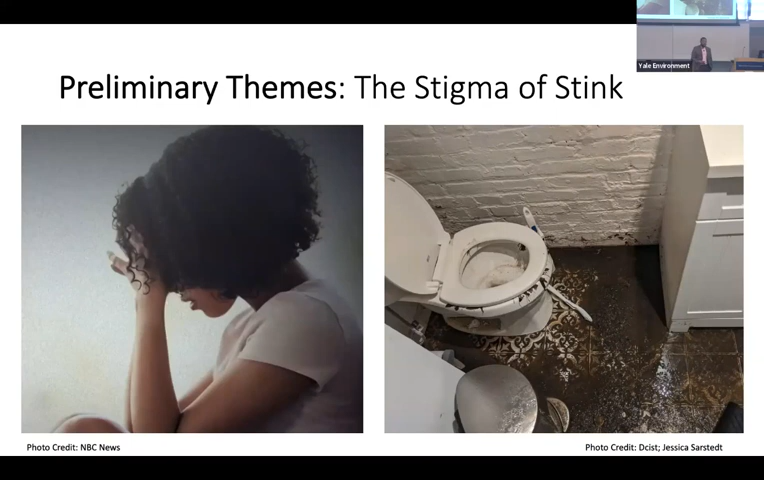 Yale Environment
Preliminary Themes: The Stigma of Stink
Photo Credit: NBC News
Photo Credit: Dcist; Jessica Sarstedt